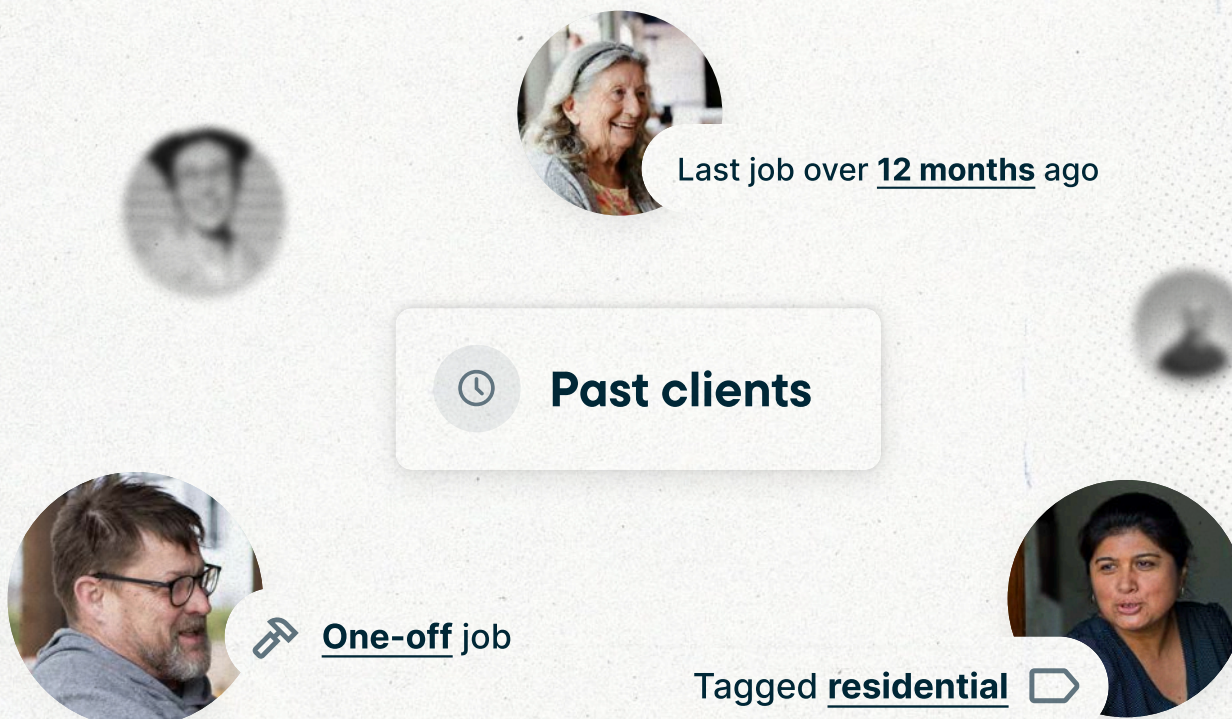 Last job over 12 months ago
Past clients
One-off job
Tagged residential